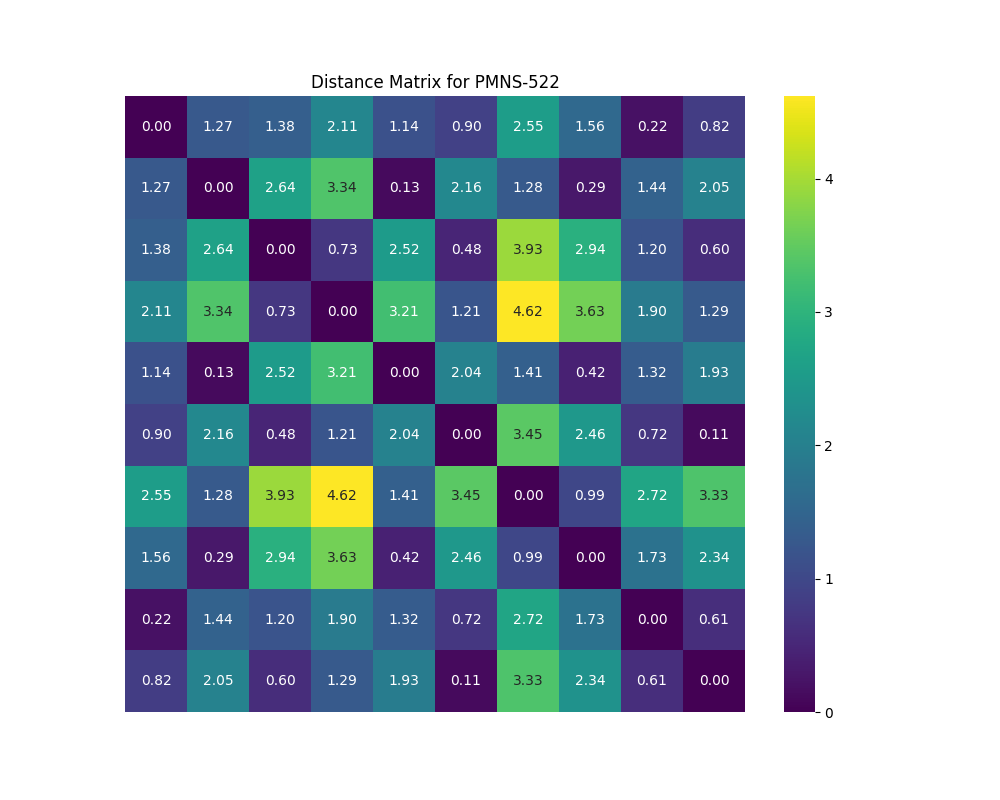 Distance Matrix for PMNS-522
0.00 1.27 1.38 2.11 1.14 0.90 2.55 1.56 0.22 0.82
1.27 0.00 2.64 3.34 0.13 2.16 1.28 0.29 1.44 2.05
1.38 2.64 0.00 0.73 2.52 0.48 3.93 2.94 1.20 0.60
2.11 3.34 0.73 0.00 3.21 1.21 4.62 3.63 1.90 1.29
1.14 0.13 2.52 3.21 0.00 2.04 1.41 0.42 1.32 1.93
0.90 2.16 0.48 1.21 2.04 0.00 3.45 2.46 0.72 0.11
2.55 1.28 3.93 4.62 1.41 3.45 0.00 0.99 2.72 3.33
1.56 0.29 2.94 3.63 0.42 2.46 0.99 0.00 1.73 2.34
0.22 1.44 1.20 1.90 1.32 0.72 2.72 1.73 0.00 0.61
0.82 2.05 0.60 1.29 1.93 0.11 3.33 2.34 0.61 0.00
4
3
2
1
0